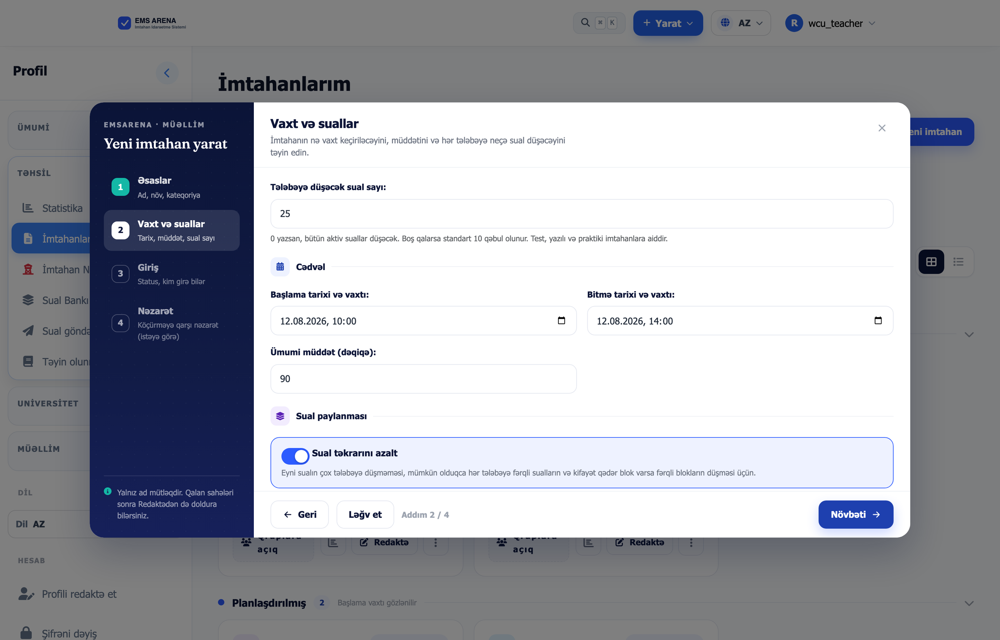 EMS ARENA
İmtahan İdarəetmə Sistemi
⌘ K
+ Yarat
AZ
R
wcu_teacher
Profil
İmtahanlarım
ÜMUMİ
TƏHSİL
Statistika
İmtahanlar
İmtahan N
Sual Bankı
Sual göndə
Təyin olun
UNİVERSİTET
MÜƏLLİM
DİL
Dil AZ
HESAB
Profili redaktə et
Şifrəni dəyiş
eni imtahan
EMSARENA · MÜƏLLİM
Yeni imtahan yarat
1
Əsaslar
Ad, növ, kateqoriya
2
Vaxt və suallar
Tarix, müddət, sual sayı
3
Giriş
Status, kim girə bilər
4
Nəzarət
Köçürməyə qarşı nəzarət
(istəyə görə)
Yalnız ad mütləqdir. Qalan sahələri
sonra Redaktədən də doldura
bilərsiniz.
Vaxt və suallar
İmtahanın nə vaxt keçiriləcəyini, müddətini və hər tələbəyə neçə sual düşəcəyini
təyin edin.
Tələbəyə düşəcək sual sayı:
25
0 yazsan, bütün aktiv suallar düşəcək. Boş qalarsa standart 10 qəbul olunur. Test, yazılı və praktiki imtahanlara aiddir.
Cədvəl
Başlama tarixi və vaxtı:
Bitmə tarixi və vaxtı:
12.08.2026, 10:00
12.08.2026, 14:00
Ümumi müddət (dəqiqə):
90
Sual paylanması
Sual təkrarını azalt
Eyni sualın çox tələbəyə düşməməsi, mümkün olduqca hər tələbəyə fərqli sualların və kifayət qədər blok varsa fərqli blokların düşməsi üçün.
Geri
Ləğv et
Addım 2 / 4
Növbəti
Qruplara
açıq
Redaktə
Qruplara
açıq
Redaktə
Planlaşdırılmış
2
Başlama vaxtı gözlənilir